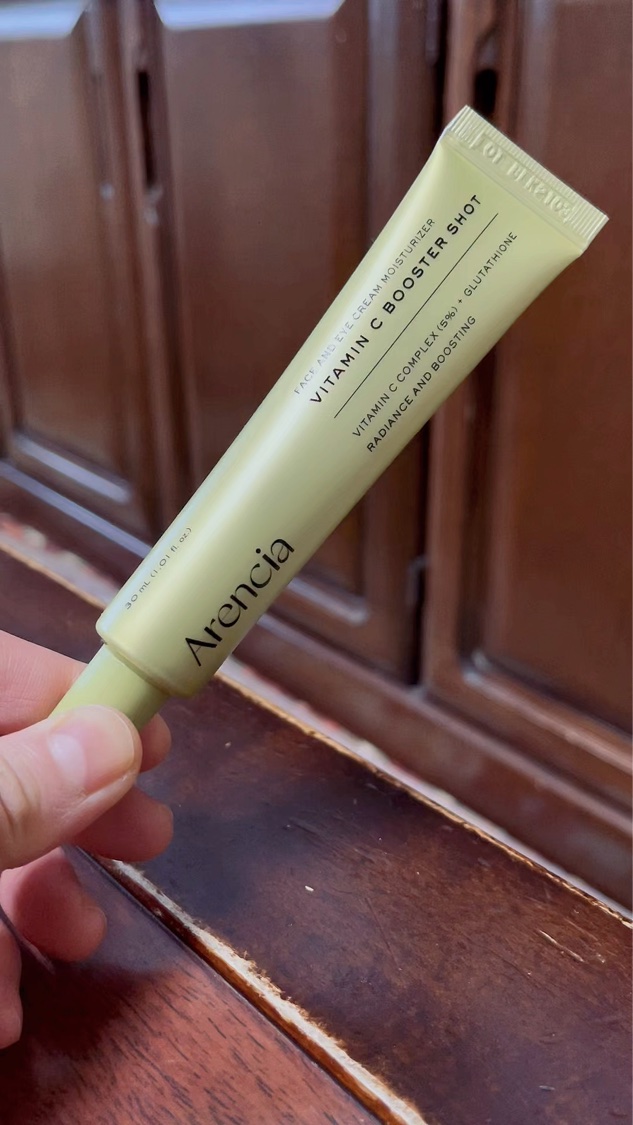 FACE AND EYE CREAM MOISTURIZER
VITAMIN C BOOSTER SHOT
VITAMIN C COMPLEX (5%) + GLUTATHIONE
RADIANCE AND BOOSTING
30 mL (1.01 fl. oz.)
Arencia